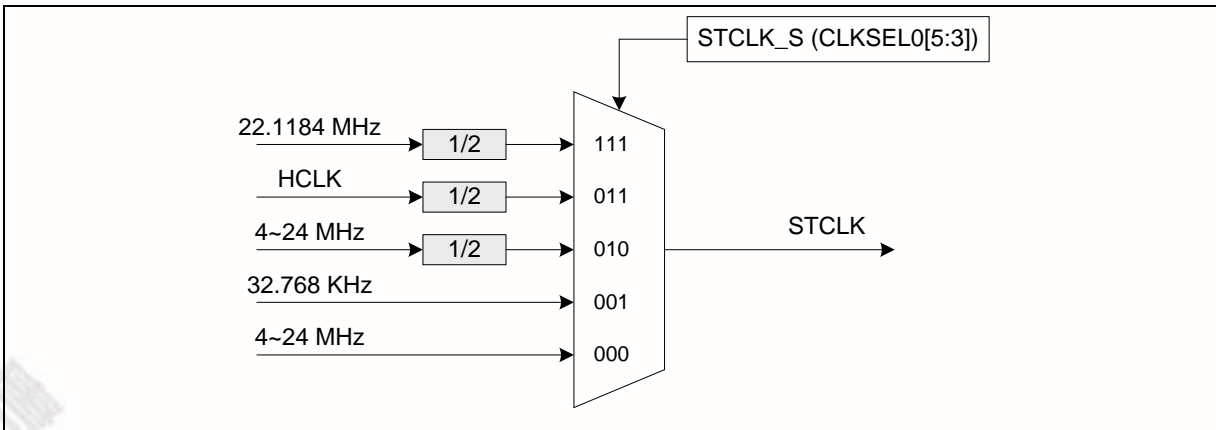 STCLK_S (CLKSEL0[5:3])
22.1184 MHz
1/2
111
HCLK
1/2
011
4~24 MHz
1/2
010
STCLK
32.768 KHz
001
4~24 MHz
000